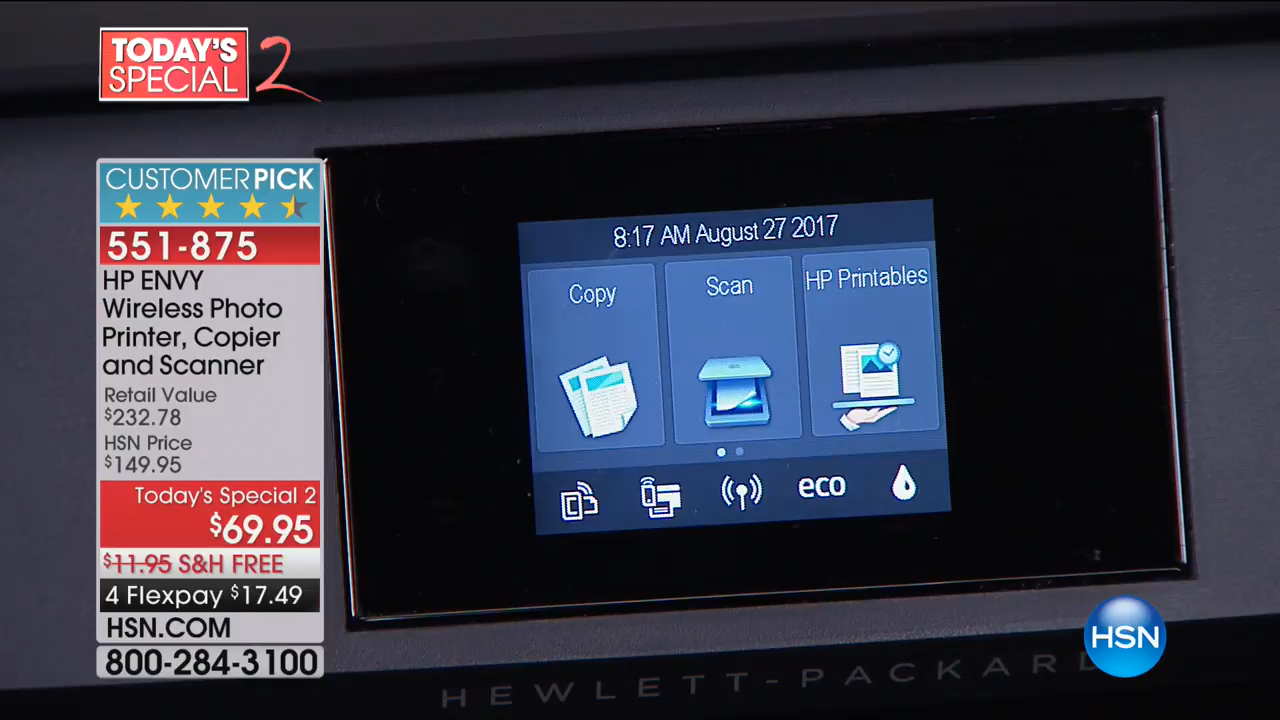 TODAY'S
SPECIAL 2
CUSTOMER PICK
551-875
HP ENVY
Wireless Photo
Printer, Copier
and Scanner
Retail Value
$232.78
HSN Price
$149.95
Today's Special 2
$69.95
$11.95 S&H FREE
4 Flexpay $17.49
HSN.COM
800-284-3100
8:17 AM August 27 2017
Copy
Scan
HP Printables
eco
HSN
HEWLETT-PACKARD